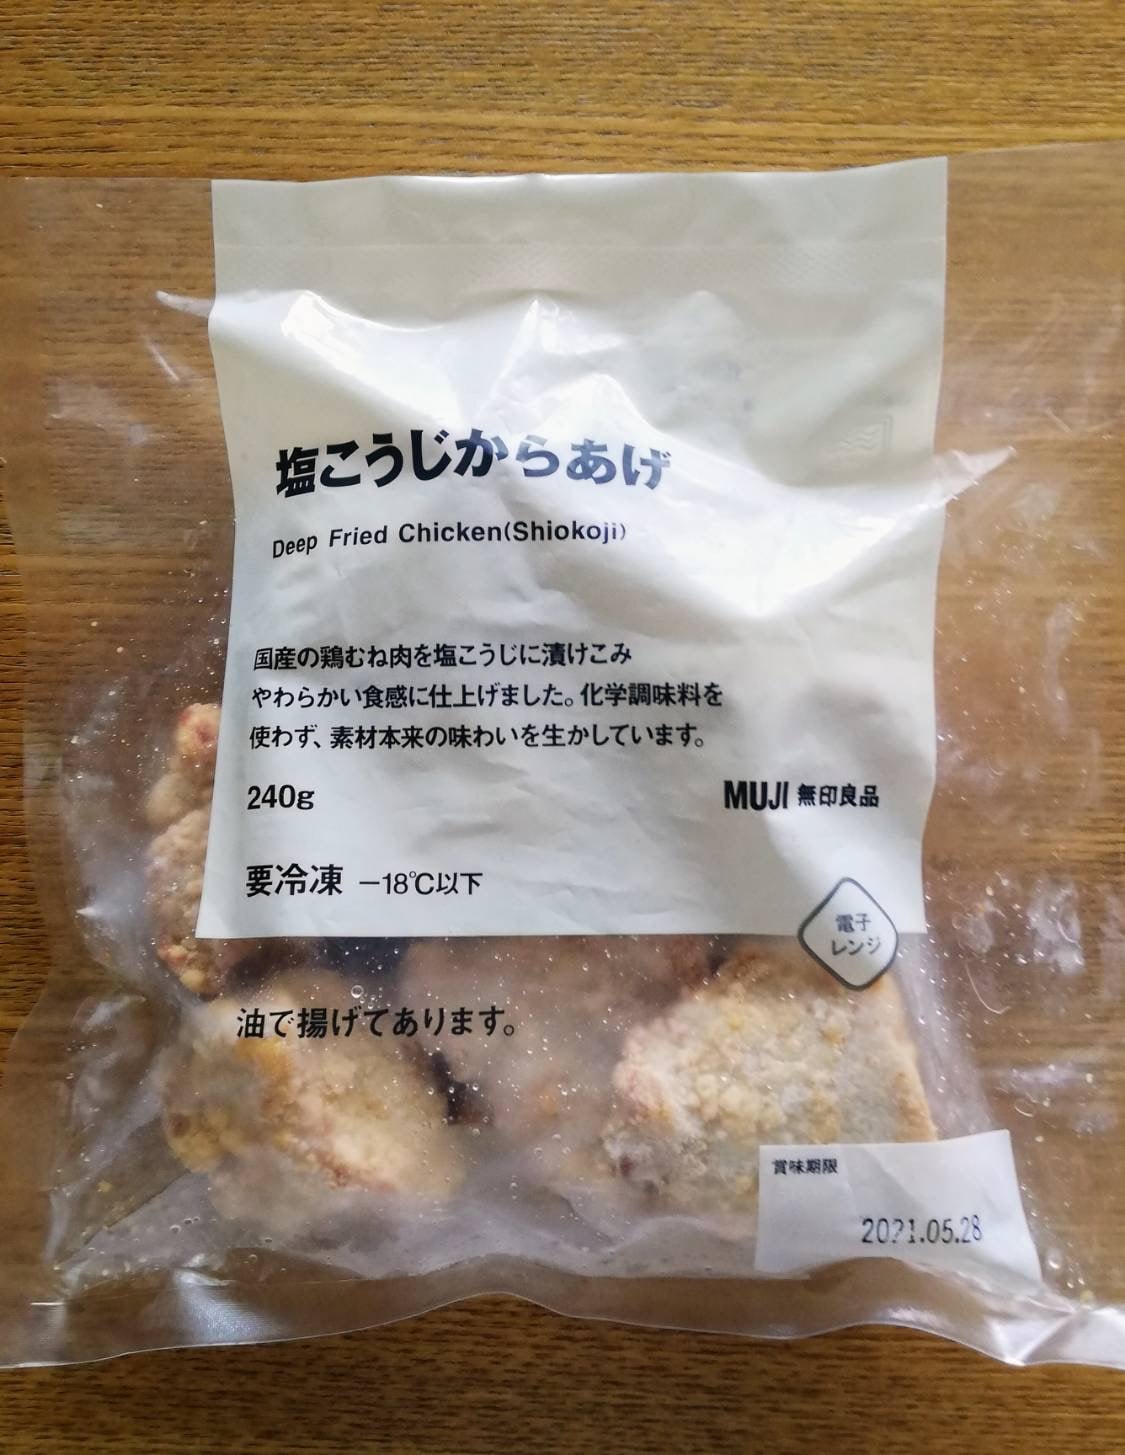 塩こうじからあげ
Deep Fried Chicken(Shiokoji)
国産の鶏むね肉を塩こうじに漬けこみ
やわらかい食感に仕上げました。化学調味料を
使わず、素材本来の味わいを生かしています。
240g
MUJI 無印良品
要冷凍 −18℃以下
電子
レンジ
油で揚げてあります。
賞味期限
2021.05.28